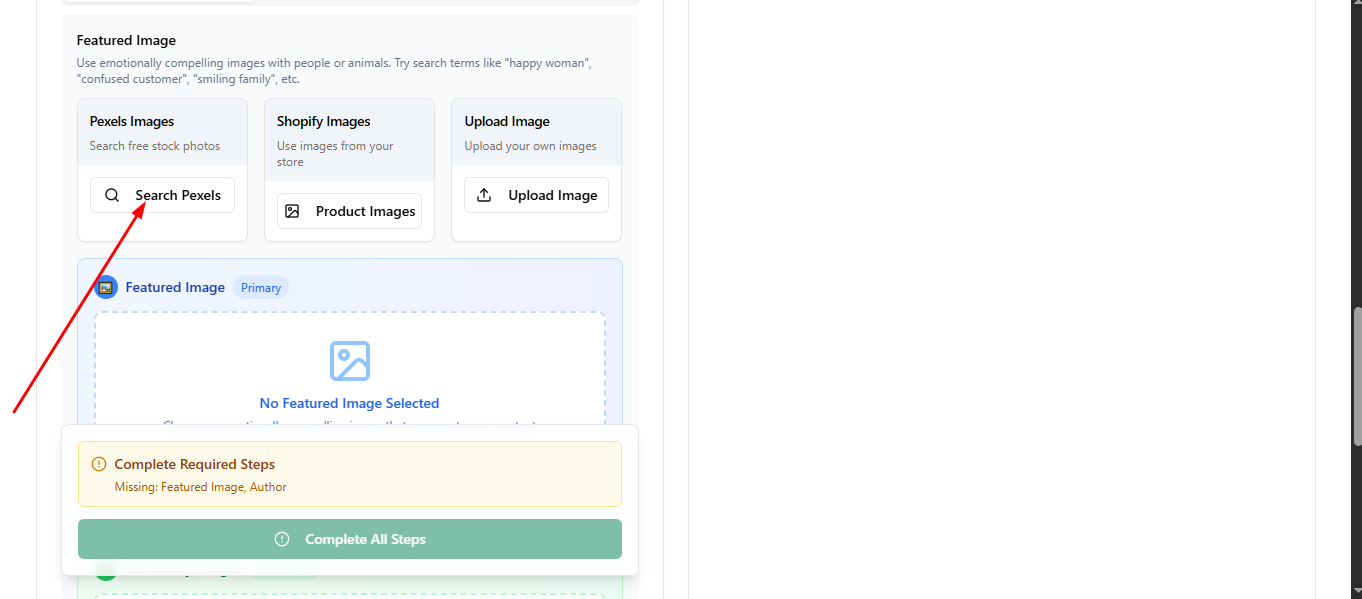 Featured Image
Use emotionally compelling images with people or animals. Try search terms like "happy woman",
"confused customer", "smiling family", etc.
Pexels Images
Search free stock photos
Search Pexels
Shopify Images
Use images from your
store
Product Images
Upload Image
Upload your own images
Upload Image
Featured Image
Primary
No Featured Image Selected
Complete Required Steps
Missing: Featured Image, Author
Complete All Steps